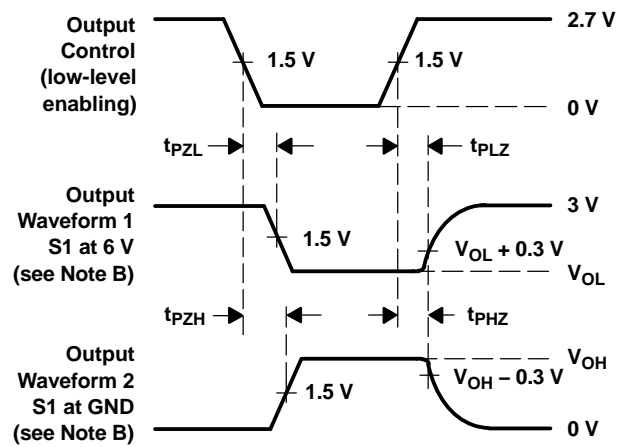 Output
Control
(low-level
enabling)
2.7 V
1.5 V
1.5 V
0 V
tPZL
tPLZ
Output
Waveform 1
S1 at 6 V
(see Note B)
3 V
1.5 V
VOL + 0.3 V
VOL
tPZH
tPHZ
Output
Waveform 2
S1 at GND
(see Note B)
VOH
1.5 V
VOH − 0.3 V
0 V